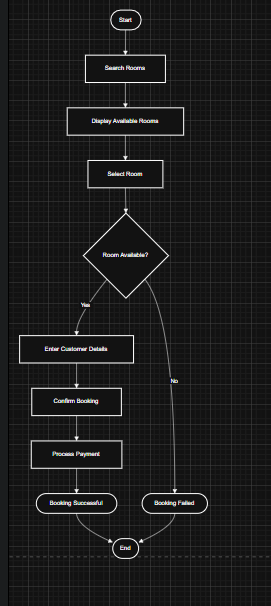 Start
Search Rooms
Display Available Rooms
Select Room
Room Available?
Yes
Enter Customer Details
No
Confirm Booking
Process Payment
Booking Successful
Booking Failed
End